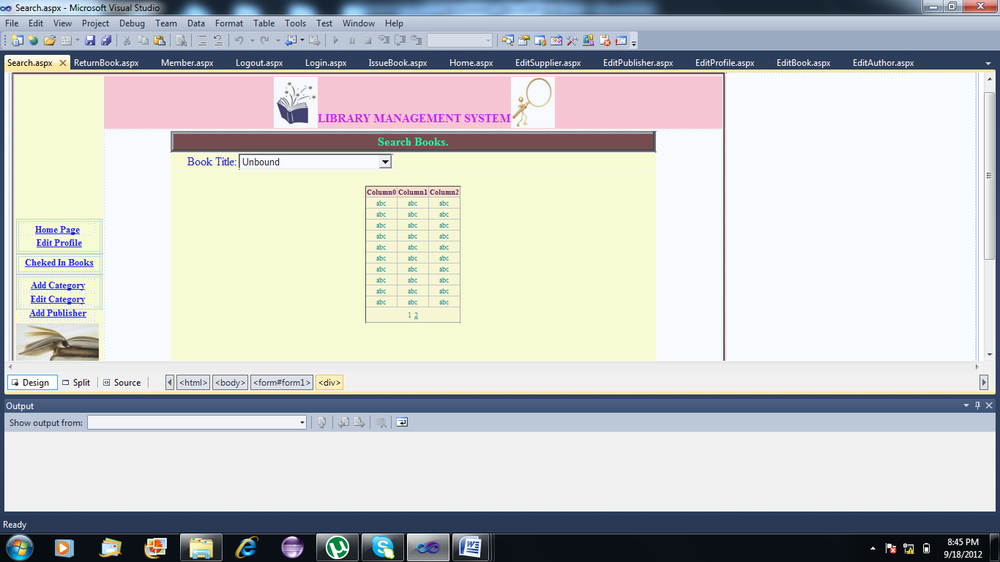 Search.aspx - Microsoft Visual Studio
File Edit View Project Debug Team Data Format Table Tools Test Window Help
Search.aspx ReturnBook.aspx Member.aspx Logout.aspx Login.aspx IssueBook.aspx Home.aspx EditSupplier.aspx EditPublisher.aspx EditProfile.aspx EditBook.aspx EditAuthor.aspx
LIBRARY MANAGEMENT SYSTEM
Search Books.
Book Title: Unbound
Column0 Column1 Column2
abc abc abc
abc abc abc
abc abc abc
abc abc abc
abc abc abc
abc abc abc
abc abc abc
abc abc abc
abc abc abc
abc abc abc
1 2
Home Page
Edit Profile
Cheked In Books
Add Category
Edit Category
Add Publisher
Design Split Source <html> <body> <form#form1> <div>
Output
Show output from:
Ready
8:45 PM
9/18/2012